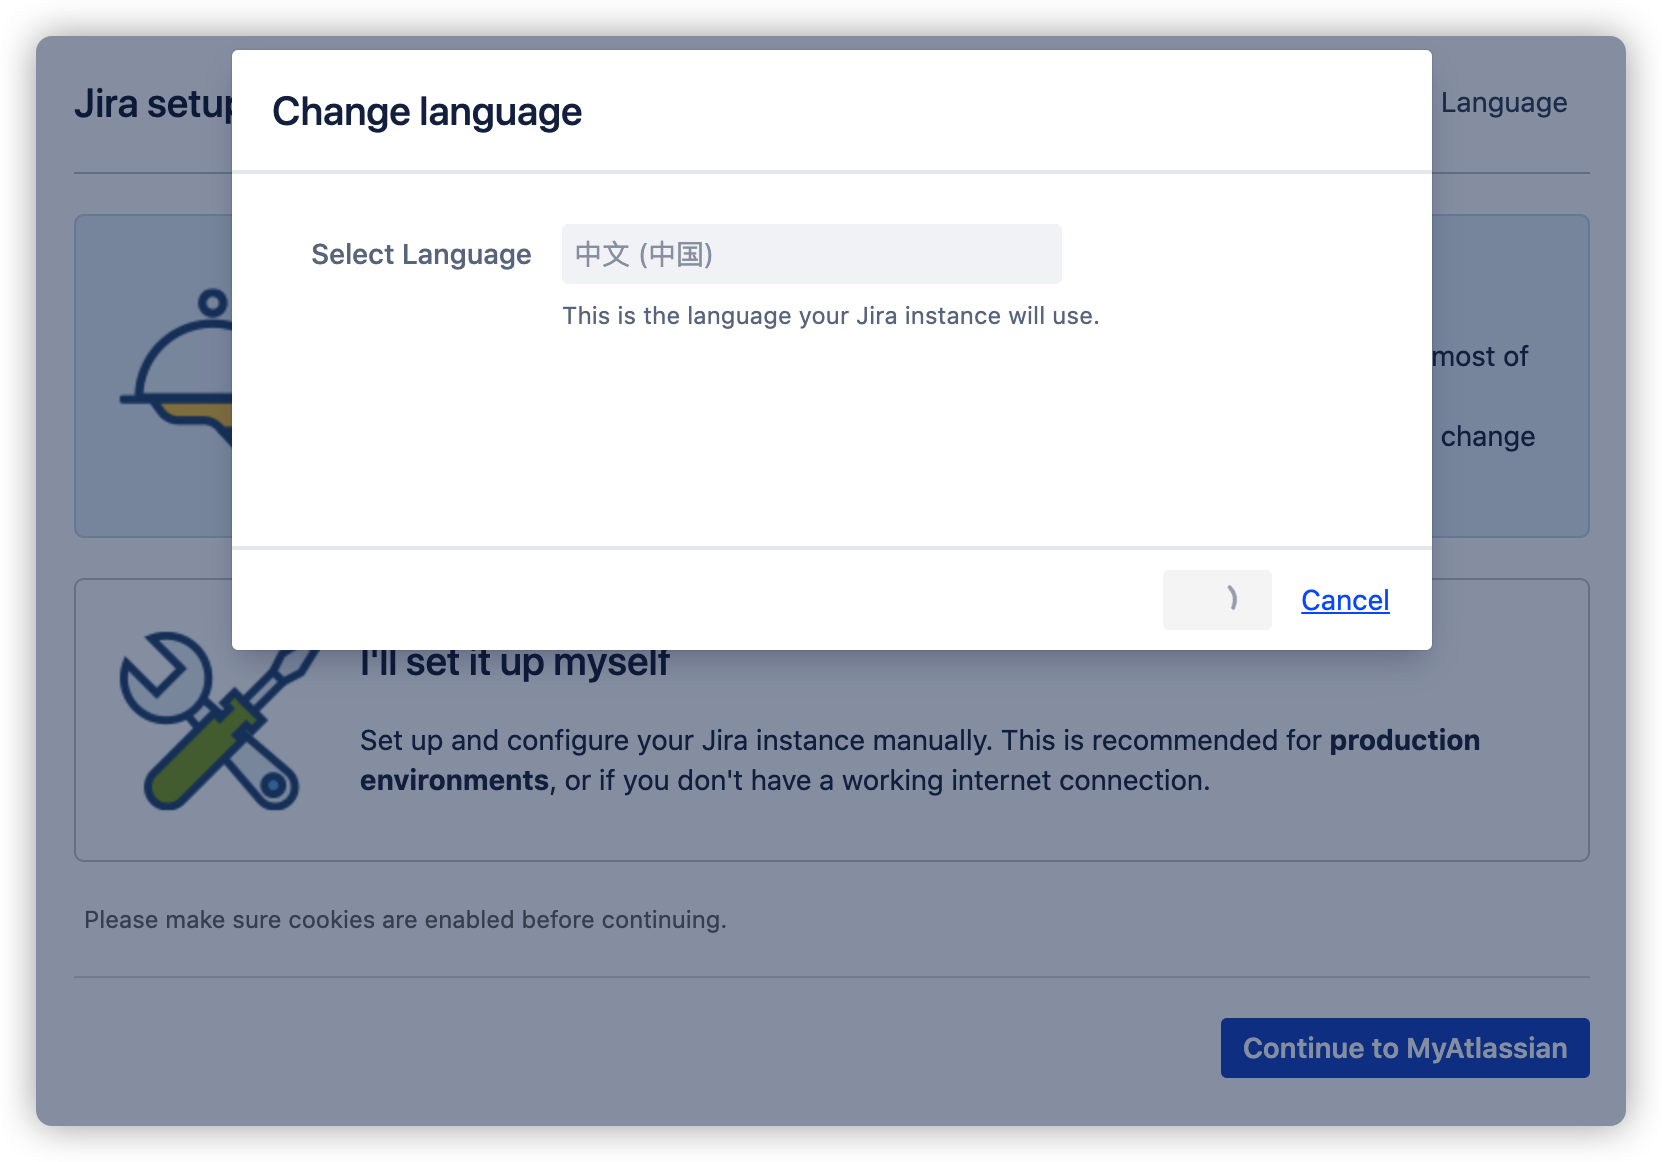 Jira setup
Language
Change language
Select Language
中文 (中国)
This is the language your Jira instance will use.
most of
change
Cancel
I'll set it up myself
Set up and configure your Jira instance manually. This is recommended for production
environments, or if you don't have a working internet connection.
Please make sure cookies are enabled before continuing.
Continue to MyAtlassian